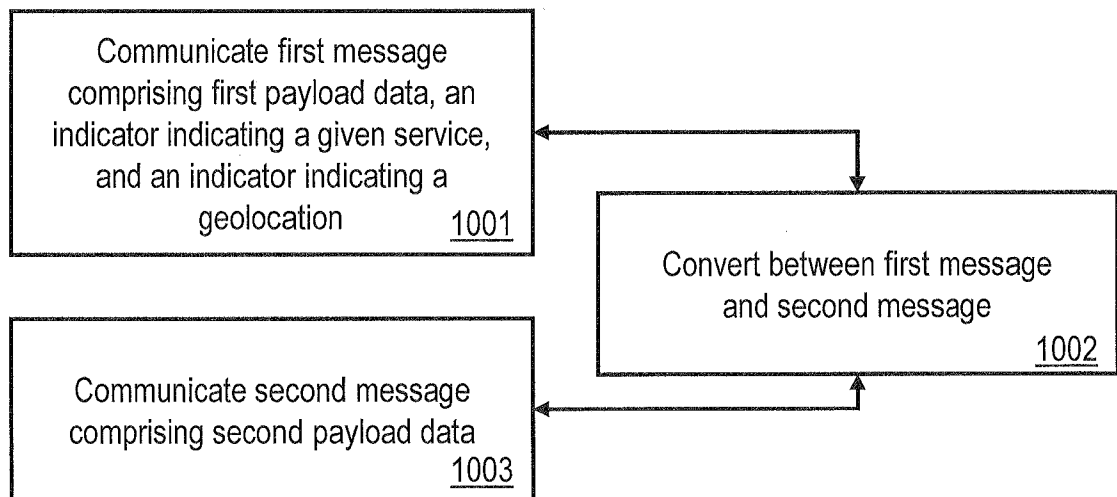 Communicate first message
comprising first payload data, an
indicator indicating a given service,
and an indicator indicating a
geolocation
1001
Convert between first message
and second message
1002
Communicate second message
comprising second payload data
1003